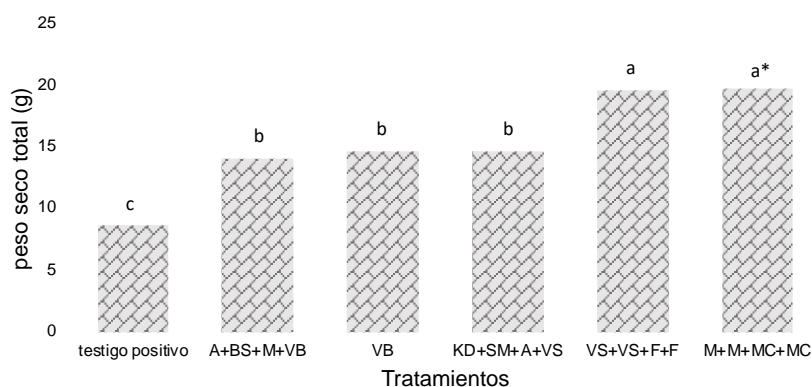 25
20
15
10
5
0
peso seco total (g)
c
b
b
b
a
a*
testigo positivo
A+BS+M+VB
VB
KD+SM+A+VS
VS+VS+F+F
M+M+MC+MC
Tratamientos